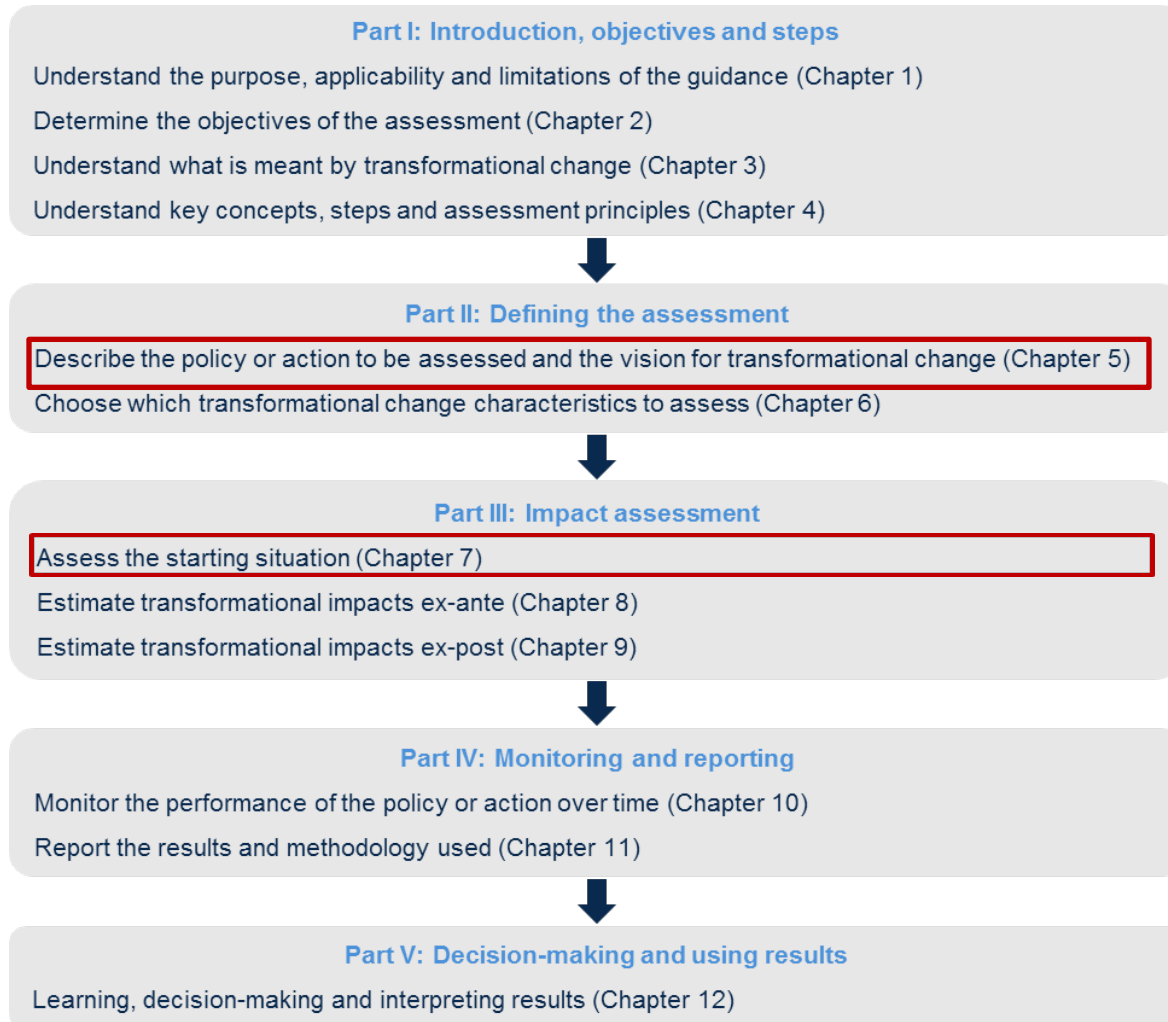 Part I: Introduction, objectives and steps
Understand the purpose, applicability and limitations of the guidance (Chapter 1)
Determine the objectives of the assessment (Chapter 2)
Understand what is meant by transformational change (Chapter 3)
Understand key concepts, steps and assessment principles (Chapter 4)
Part II: Defining the assessment
Describe the policy or action to be assessed and the vision for transformational change (Chapter 5)
Choose which transformational change characteristics to assess (Chapter 6)
Part III: Impact assessment
Assess the starting situation (Chapter 7)
Estimate transformational impacts ex-ante (Chapter 8)
Estimate transformational impacts ex-post (Chapter 9)
Part IV: Monitoring and reporting
Monitor the performance of the policy or action over time (Chapter 10)
Report the results and methodology used (Chapter 11)
Part V: Decision-making and using results
Learning, decision-making and interpreting results (Chapter 12)